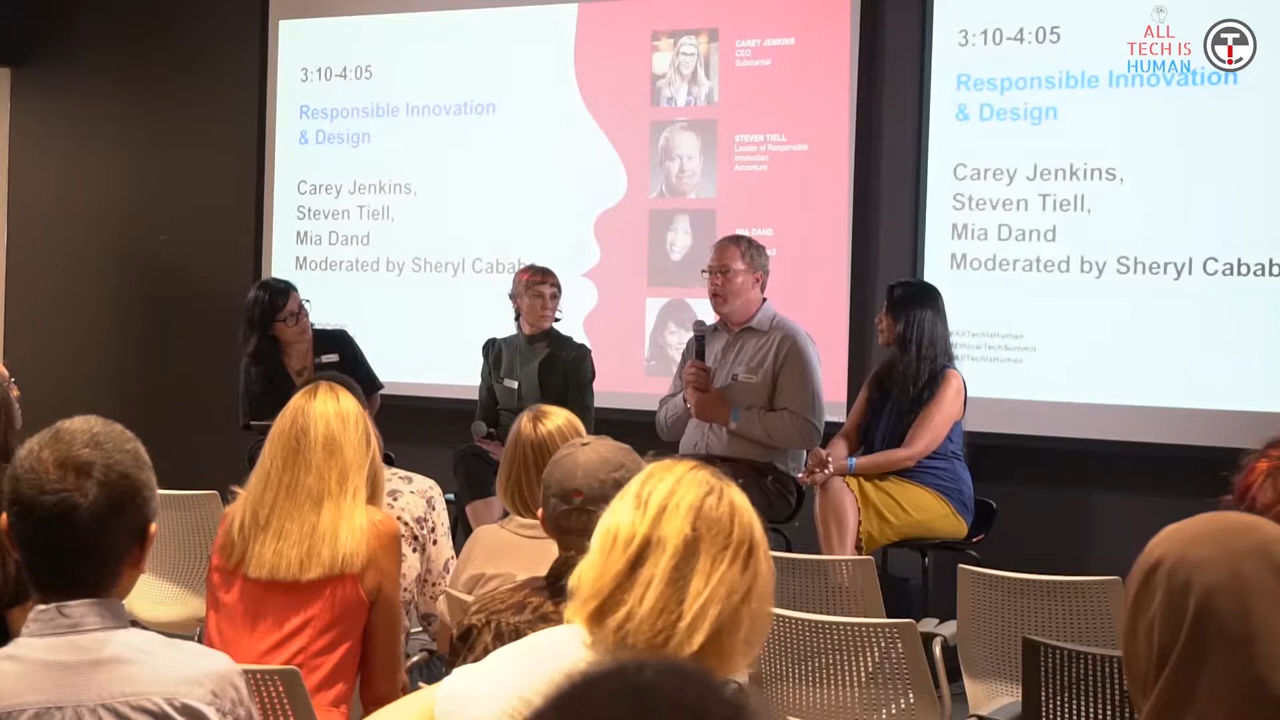 3:10-4:05
Responsible Innovation
& Design
Carey Jenkins,
Steven Tiell,
Mia Dand
Moderated by Sheryl Cabab
CAREY JENKINS
CEO
Substantial
STEVEN TIELL
Leader of Responsible
Innovation
Accenture
MIA DAND
3:10-4:05
Responsible Innovation
& Design
Carey Jenkins,
Steven Tiell,
Mia Dand
Moderated by Sheryl Cabab
#AllTechIsHuman
#EthicalTechSummit
AllTechIsHuman
ALL
TECH IS
HUMAN